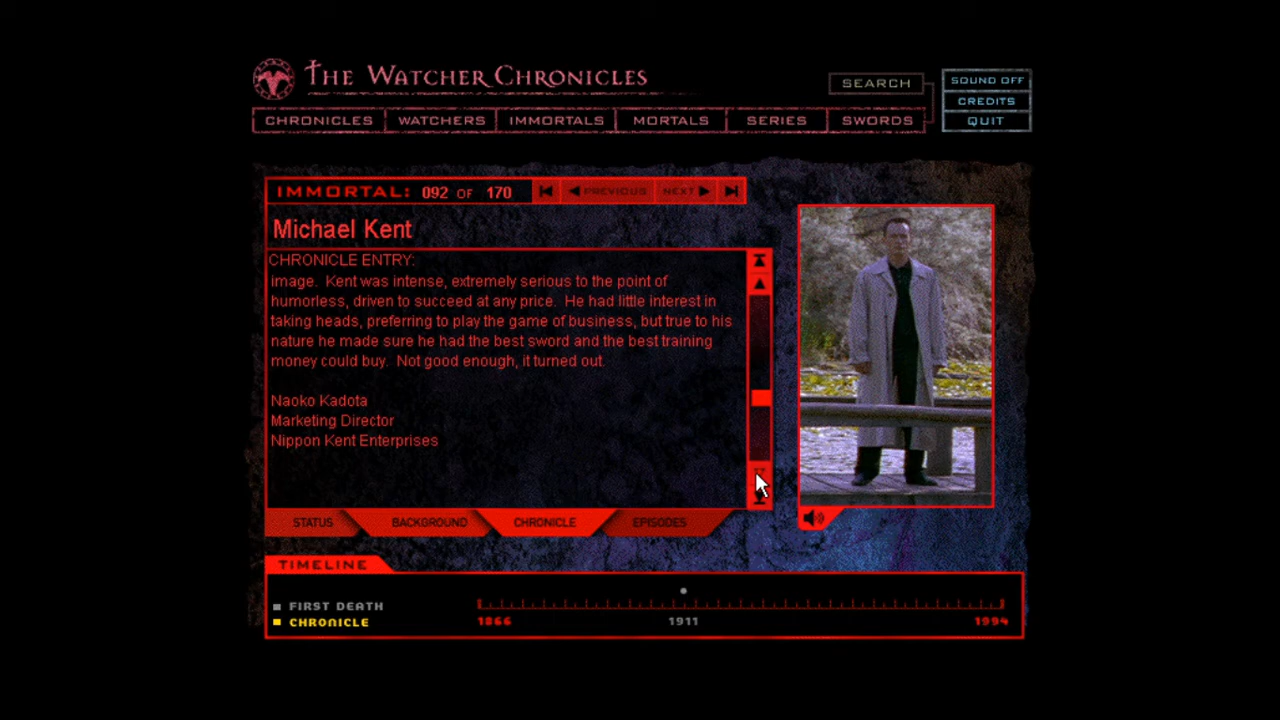 THE WATCHER CHRONICLES
SEARCH
SOUND OFF
CREDITS
QUIT
CHRONICLES WATCHERS IMMORTALS MORTALS SERIES SWORDS
IMMORTAL: 092 OF 170 PREVIOUS NEXT
Michael Kent
CHRONICLE ENTRY:
image. Kent was intense, extremely serious to the point of
humorless, driven to succeed at any price. He had little interest in
taking heads, preferring to play the game of business, but true to his
nature he made sure he had the best sword and the best training
money could buy. Not good enough, it turned out.
Naoko Kadota
Marketing Director
Nippon Kent Enterprises
STATUS BACKGROUND CHRONICLE EPISODES
TIMELINE
FIRST DEATH
CHRONICLE
1866 1911 1994